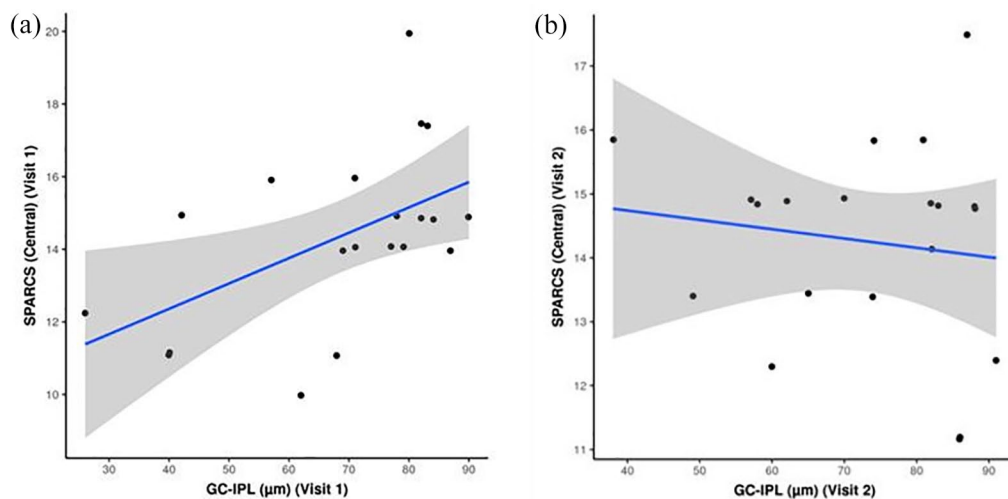 (a)
20
18
16
14
12
10
SPARCS (Central) (Visit 1)
30 40 50 60 70 80 90
GC-IPL (µm) (Visit 1)
(b)
17
16
15
14
13
12
11
SPARCS (Central) (Visit 2)
40 50 60 70 80 90
GC-IPL (µm) (Visit 2)